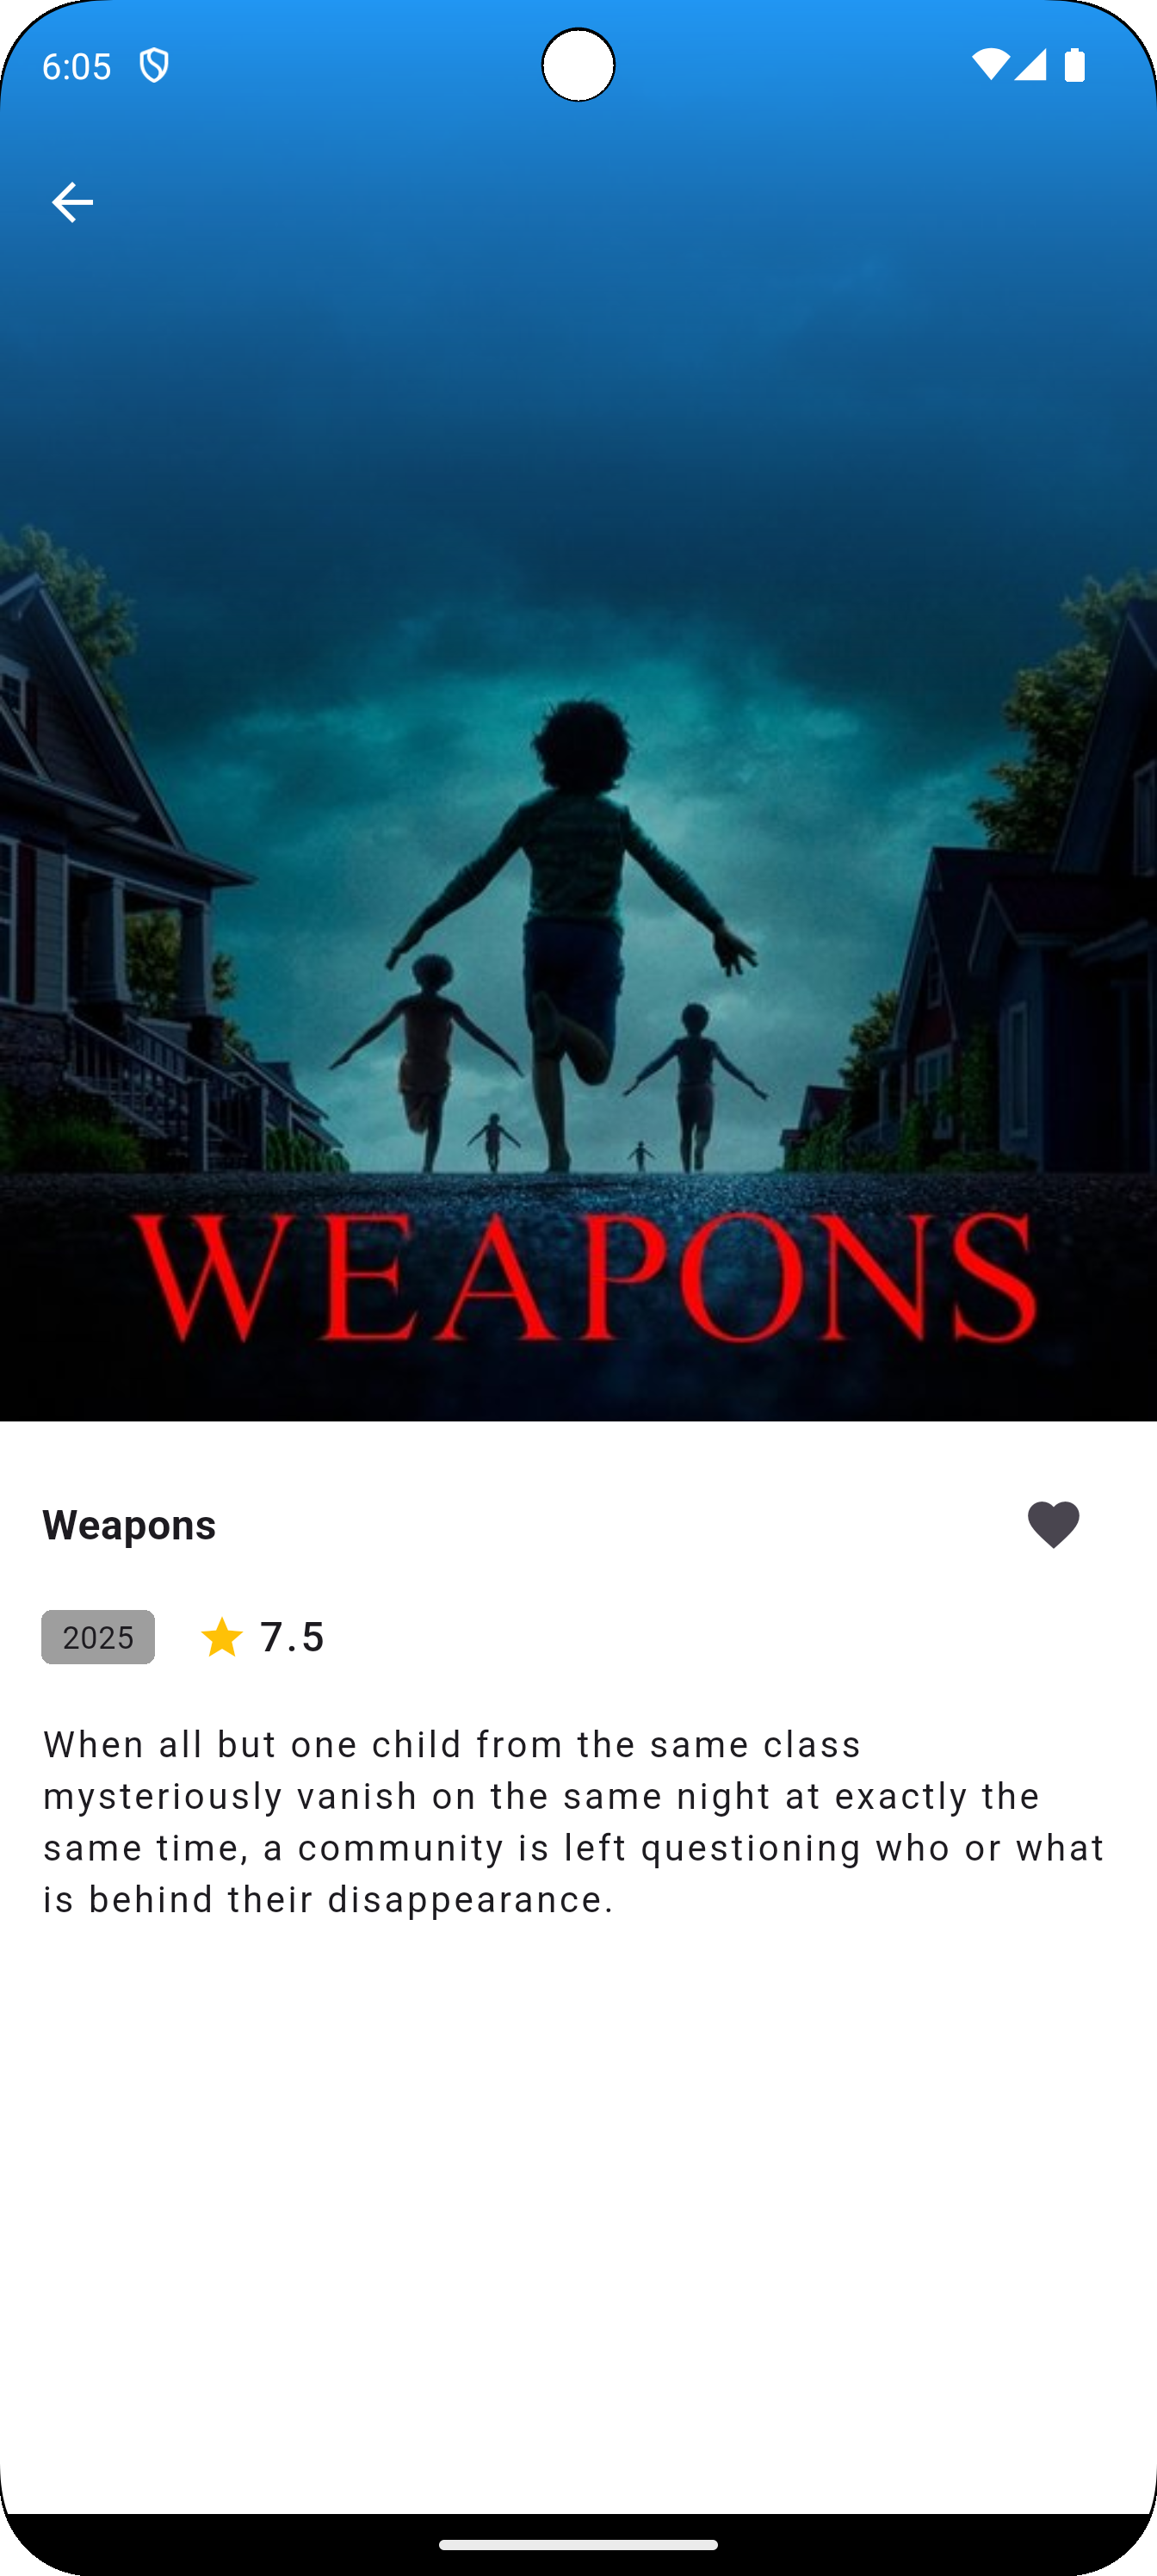 6:05
WEAPONS
Weapons
2025 7.5
When all but one child from the same class
mysteriously vanish on the same night at exactly the
same time, a community is left questioning who or what
is behind their disappearance.